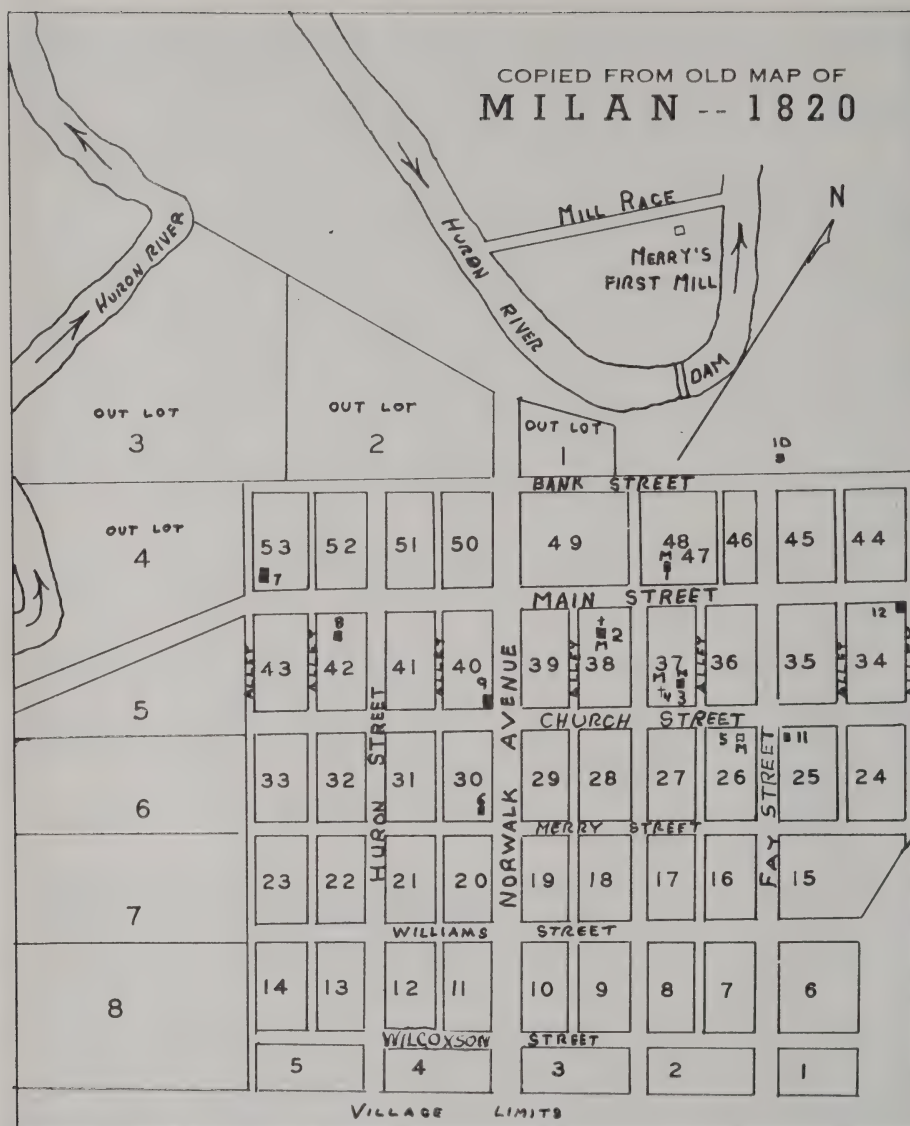 COPIED FROM OLD MAP OF
MILAN -- 1820
N
MILL RACE
MERRY'S
FIRST MILL
HURON RIVER
HURON
RIVER
DAM
OUT LOT
3
OUT LOT
2
OUT LOT
1
10
BANK STREET
OUT LOT
4
53 52 51 50 49 48 47 46 45 44
7
M
1
MAIN STREET
8
M 2
12
ALLEY 43 ALLEY 42 41 ALLEY 40 39 ALLEY 38 37 ALLEY 36 35 ALLEY 34
9
M
4 3
5
HURON STREET
NORWALK AVENUE
CHURCH STREET
FAY STREET
5 M
11
33 32 31 30 29 28 27 26 25 24
6
6
MERRY STREET
23 22 21 20 19 18 17 16 15
7
WILLIAMS STREET
14 13 12 11 10 9 8 7 6
8
WILCOXSON STREET
5 4 3 2 1
VILLAGE LIMITS